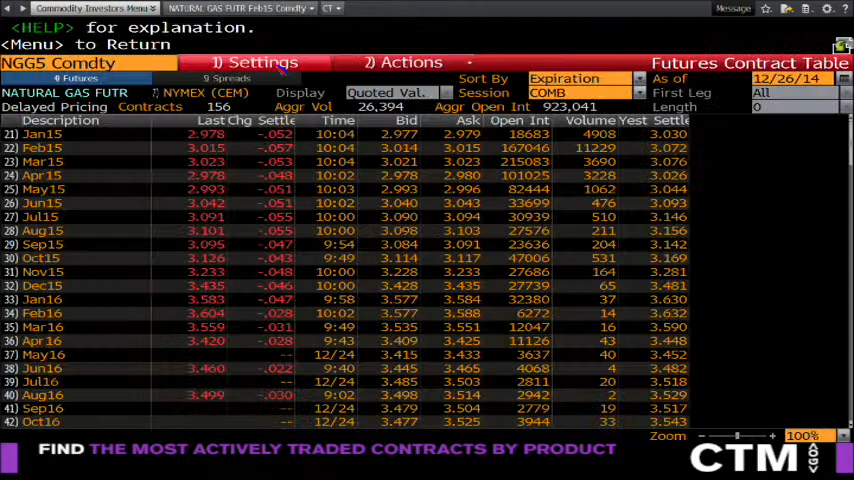 Commodity Investors Menu NATURAL GAS FUTR Feb15 Comdty CT Message
<HELP> for explanation.
<Menu> to Return
NGG5 Comdty 1) Settings 2) Actions Futures Contract Table
Futures 9) Spreads Sort By Expiration As of 12/26/14
NATURAL GAS FUTR 7) NYMEX (CEM) Display Quoted Val. Session COMB First Leg All
Delayed Pricing Contracts 156 Aggr Vol 26,394 Aggr Open Int 923,041 Length 0
Description Last Chg Settle Time Bid Ask Open Int Volume Yest Settle
21) Jan15 2.978 -.052 10:04 2.977 2.979 18683 4908 3.030
22) Feb15 3.015 -.057 10:04 3.014 3.015 167046 11229 3.072
23) Mar15 3.023 -.053 10:04 3.021 3.023 215083 3690 3.076
24) Apr15 2.978 -.048 10:02 2.978 2.980 101025 3228 3.026
25) May15 2.993 -.051 10:03 2.993 2.996 82444 1062 3.044
26) Jun15 3.042 -.051 10:02 3.040 3.043 33699 476 3.093
27) Jul15 3.091 -.055 10:00 3.090 3.094 30939 510 3.146
28) Aug15 3.101 -.055 10:00 3.098 3.103 27576 211 3.156
29) Sep15 3.095 -.047 9:54 3.084 3.091 23636 204 3.142
30) Oct15 3.126 -.043 9:49 3.114 3.117 47006 531 3.169
31) Nov15 3.233 -.048 10:00 3.228 3.233 27686 164 3.281
32) Dec15 3.435 -.046 10:00 3.428 3.435 27739 65 3.481
33) Jan16 3.583 -.047 9:58 3.577 3.584 32380 37 3.630
34) Feb16 3.604 -.028 10:02 3.577 3.585 6272 14 3.632
35) Mar16 3.559 -.031 9:49 3.535 3.551 12047 16 3.590
36) Apr16 3.420 -.028 9:43 3.409 3.425 11126 43 3.448
37) May16 -- 12/24 3.415 3.433 3637 40 3.452
38) Jun16 3.460 -.022 9:40 3.445 3.465 4068 4 3.482
39) Jul16 -- 12/24 3.485 3.503 2811 20 3.518
40) Aug16 3.499 -.030 9:02 3.498 3.514 2942 2 3.529
41) Sep16 -- 12/24 3.479 3.504 2779 19 3.517
42) Oct16 -- 12/24 3.477 3.525 3944 33 3.543
Zoom - + 100%
FIND THE MOST ACTIVELY TRADED CONTRACTS BY PRODUCT CTM